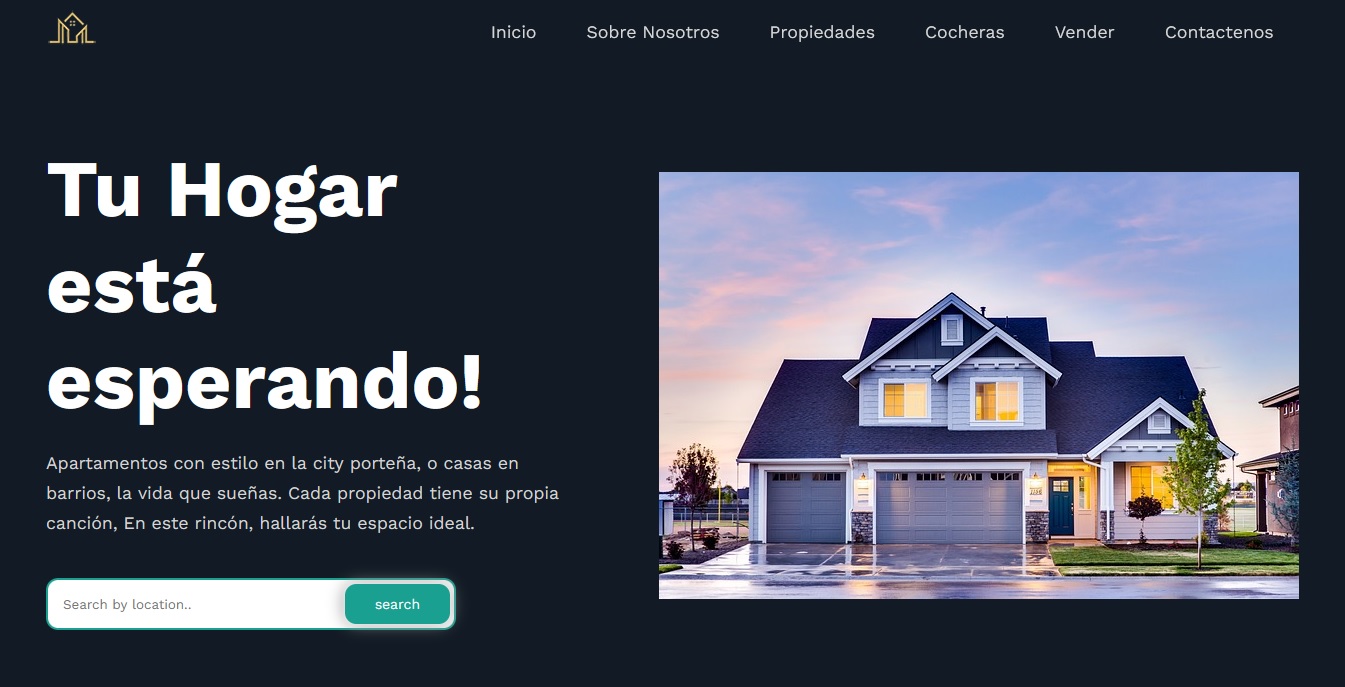 Inicio
Sobre Nosotros
Propiedades
Cocheras
Vender
Contactenos
Tu Hogar
está
esperando!
Apartamentos con estilo en la city porteña, o casas en
barrios, la vida que sueñas. Cada propiedad tiene su propia
canción, En este rincón, hallarás tu espacio ideal.
Search by location..
search